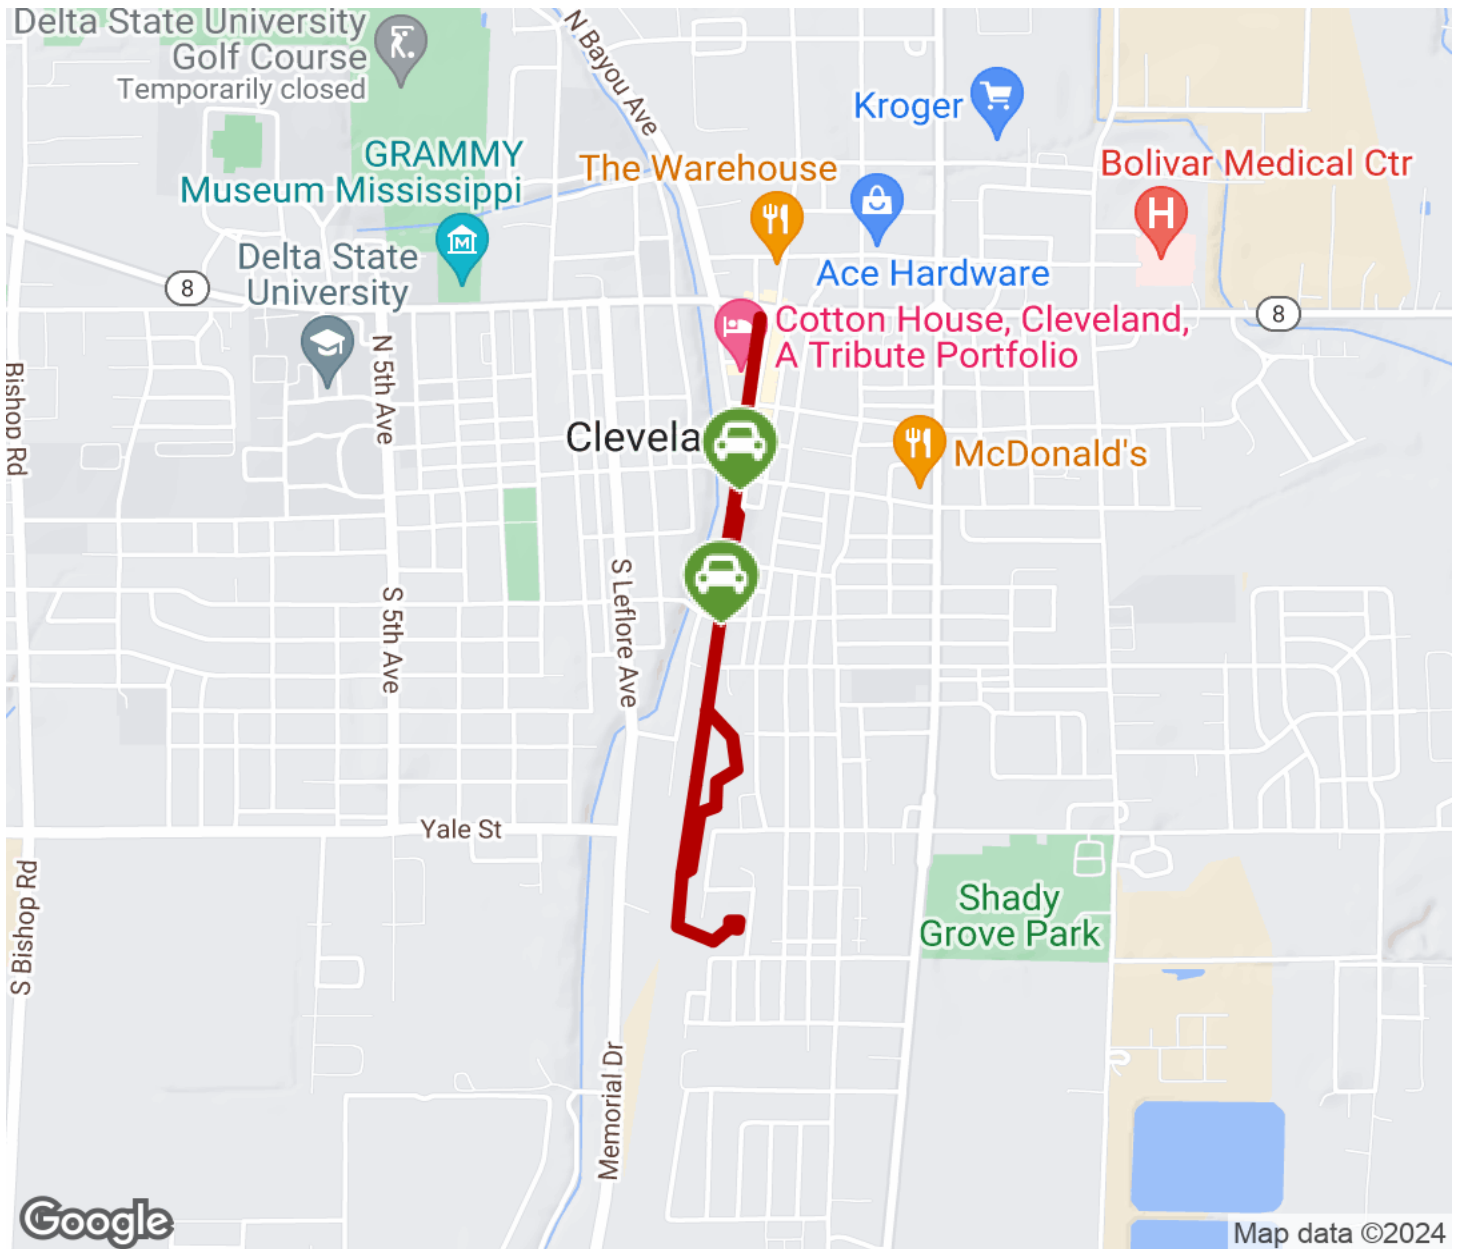 Delta State University
Golf Course
Temporarily closed
N Bayou Ave
Kroger
GRAMMY
Museum Mississippi
The Warehouse
Bolivar Medical Ctr
H
M
Delta State
University
Ace Hardware
8
8
Cotton House, Cleveland,
A Tribute Portfolio
Bishop Rd
N 5th Ave
Clevela
McDonald's
S 5th Ave
S Leflore Ave
Yale St
S Bishop Rd
Shady
Grove Park
Memorial Dr
Google
Map data ©2024